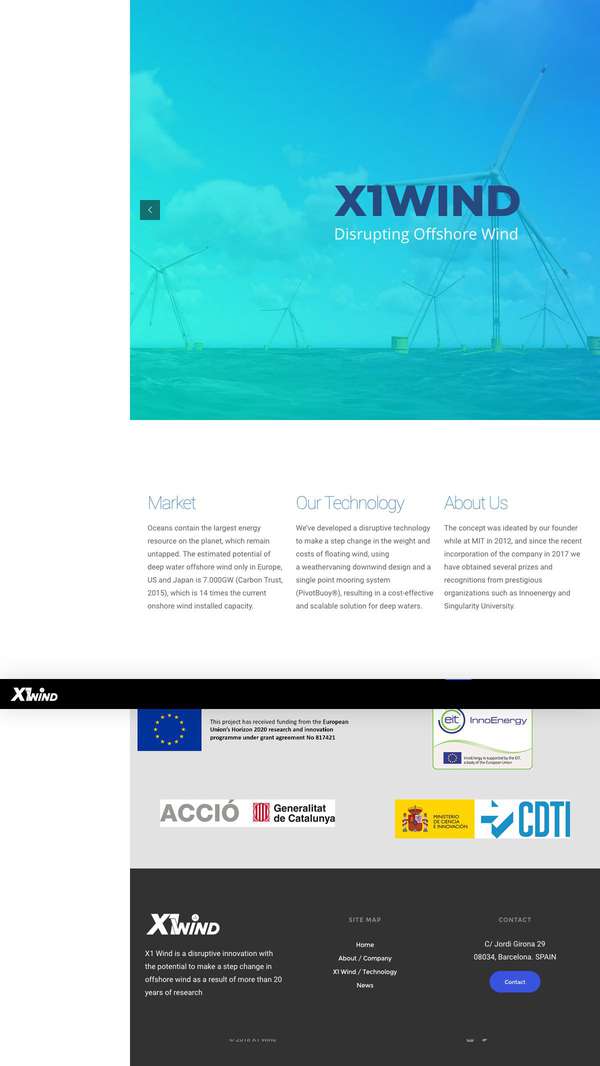 X1WIND
Disrupting Offshore Wind
Market
Oceans contain the largest energy
resource on the planet, which remain
untapped. The estimated potential of
deep water offshore wind only in Europe,
US and Japan is 7.000GW (Carbon Trust,
2015), which is 14 times the current
onshore wind installed capacity.
Our Technology
We've developed a disruptive technology
to make a step change in the weight and
costs of floating wind, using
a weathervaning downwind design and a
single point mooring system
(PivotBuoy®), resulting in a cost-effective
and scalable solution for deep waters.
About Us
The concept was ideated by our founder
while at MIT in 2012, and since the recent
incorporation of the company in 2017 we
have obtained several prizes and
recognitions from prestigious
organizations such as Innoenergy and
Singularity University.
X1WIND
This project has received funding from the European
Union's Horizon 2020 research and innovation
programme under grant agreement No 817421
eit InnoEnergy
InnoEnergy is supported by the EIT,
a body of the European Union
ACCIÓ
Generalitat
de Catalunya
MINISTERIO
DE CIENCIA
E INNOVACIÓN
CDTI
X1WIND
X1 Wind is a disruptive innovation with
the potential to make a step change in
offshore wind as a result of more than 20
years of research
SITE MAP
Home
About / Company
X1 Wind / Technology
News
CONTACT
C/ Jordi Girona 29
08034, Barcelona. SPAIN
Contact